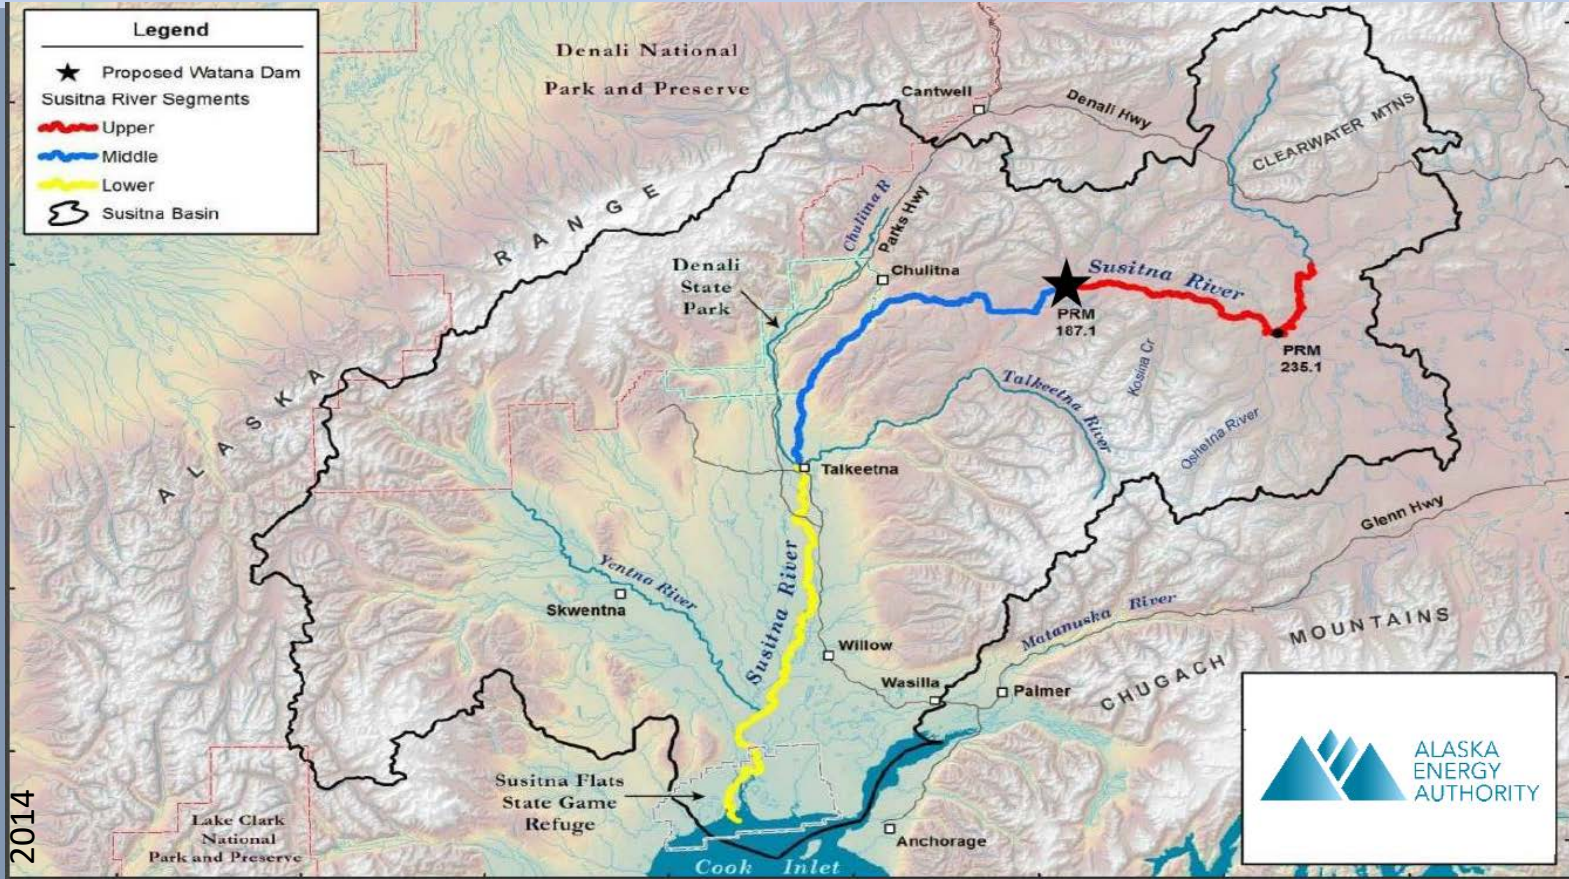 Legend
Proposed Watana Dam
Susitna River Segments
Upper
Middle
Lower
Susitna Basin
Denali National
Park and Preserve
Cantwell
Denali Hwy
CLEARWATER MTNS
ALASKA RANGE
Chulitna R
Parks Hwy
Denali
State
Park
Chulitna
Susitna River
PRM
187.1
PRM
235.1
Kosina Cr
Talkeetna River
Oshetna River
Talkeetna
Glenn Hwy
Yentna River
Skwentna
Susitna River
Willow
Matanuska River
Wasilla
Palmer
CHUGACH MOUNTAINS
Susitna Flats
State Game
Refuge
Lake Clark
National
Park and Preserve
Anchorage
Cook Inlet
2014
ALASKA
ENERGY
AUTHORITY